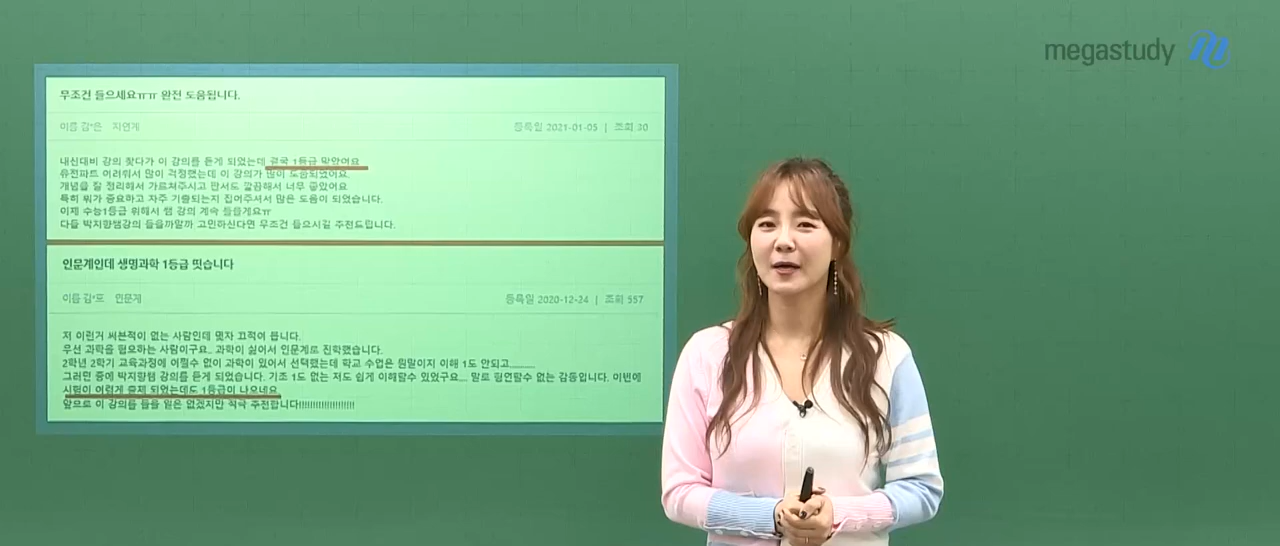 megastudy
무조건 들으세요ㅠㅠ 완전 도움됩니다.
이름 김*은 자연계
등록일 2021-01-05 | 조회 30
내신대비 강의 찾다가 이 강의를 듣게 되었는데 결국 1등급 맞았어요
유전파트 어려워서 많이 걱정했는데 이 강의가 많이 도움되었어요.
개념을 잘 정리해서 가르쳐주시고 판서도 깔끔해서 너무 좋았어요
특히 뭐가 중요하고 자주 기출되는지 집어주셔서 많은 도움이 되었습니다.
이제 수능1등급 위해서 쌤 강의 계속 들을게요ㅠ
다들 박지향쌤강의 들을까말까 고민하신다면 무조건 들으시길 추천드립니다.
인문계인데 생명과학 1등급 떳습니다
이름 김*포 인문계
등록일 2020-12-24 | 조회 557
저 이런거 써본적이 없는 사람인데 몇자 끄적여 봅니다.
우선 과학을 혐오하는 사람이구요.. 과학이 싫어서 인문계로 진학했습니다.
2학년 2학기 교육과정에 어쩔수 없이 과학이 있어서 선택했는데 학교 수업은 뭔말이지 이해 1도 안되고..........
그러던 중에 박지향쌤 강의를 듣게 되었습니다. 기초 1도 없는 저도 쉽게 이해할수 있었구요.... 말로 형연할수 없는 감동입니다. 이번에
시험이 어렵게 출제 되었는데도 1등급이 나오네요
앞으로 이 강의를 들을 일은 없겠지만 적극 추천합니다!!!!!!!!!!!!!!!!!!!!!